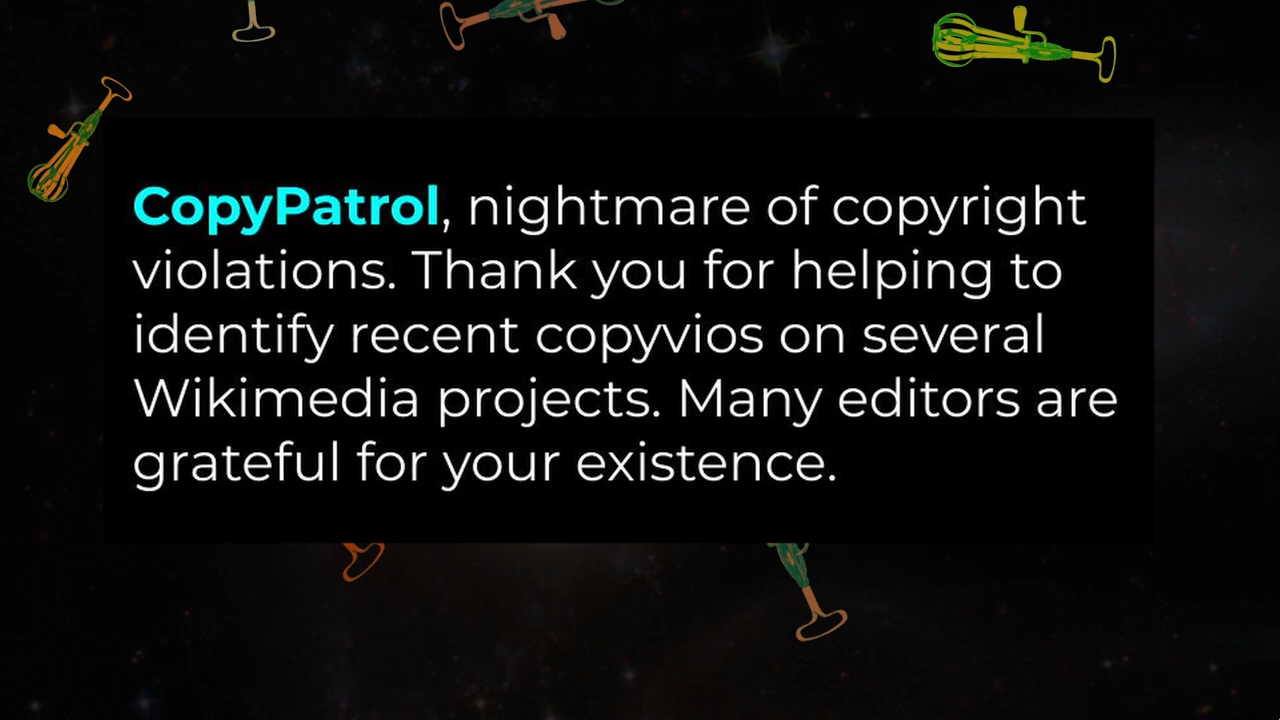 CopyPatrol, nightmare of copyright
violations. Thank you for helping to
identify recent copyvios on several
Wikimedia projects. Many editors are
grateful for your existence.